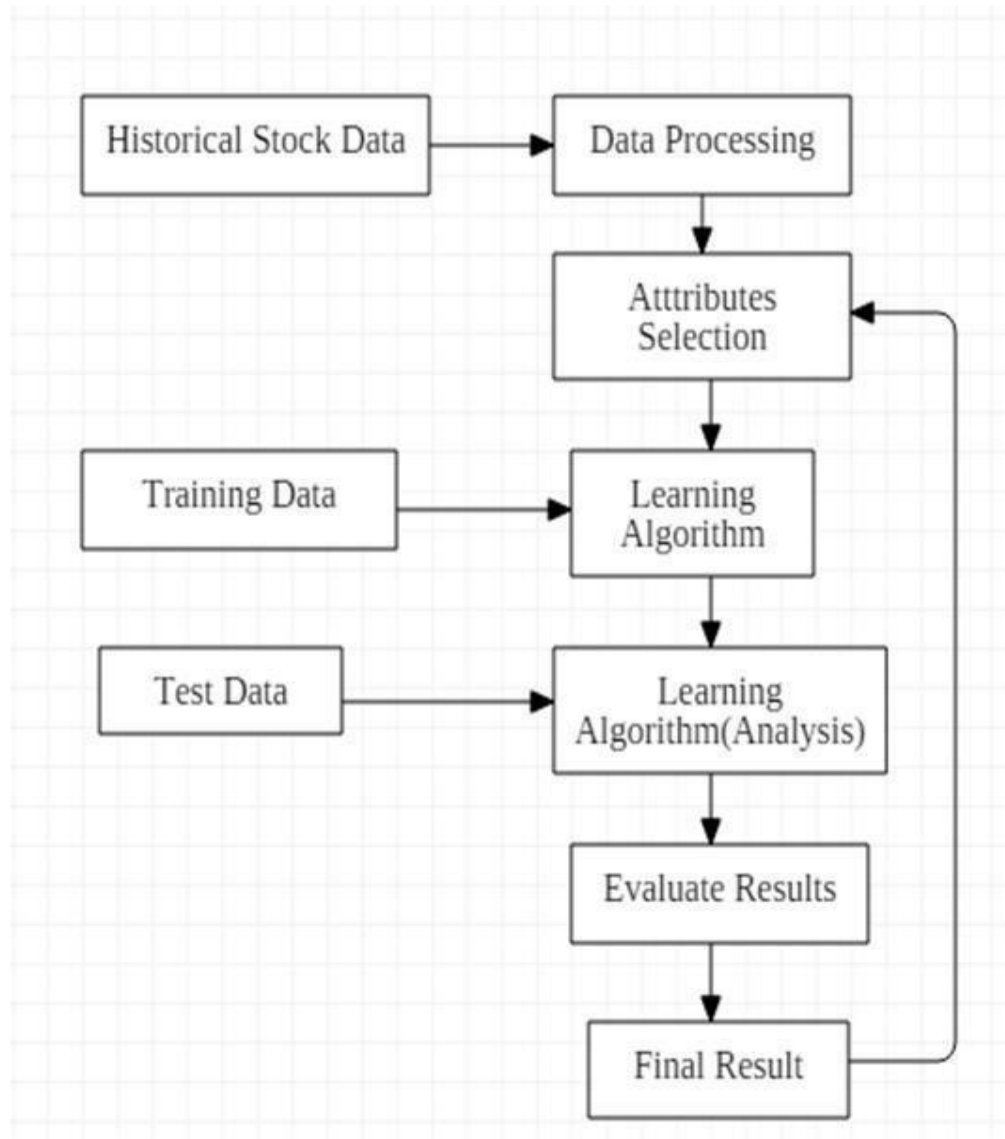 Historical Stock Data
Data Processing
Atttributes
Selection
Training Data
Learning
Algorithm
Test Data
Learning
Algorithm(Analysis)
Evaluate Results
Final Result